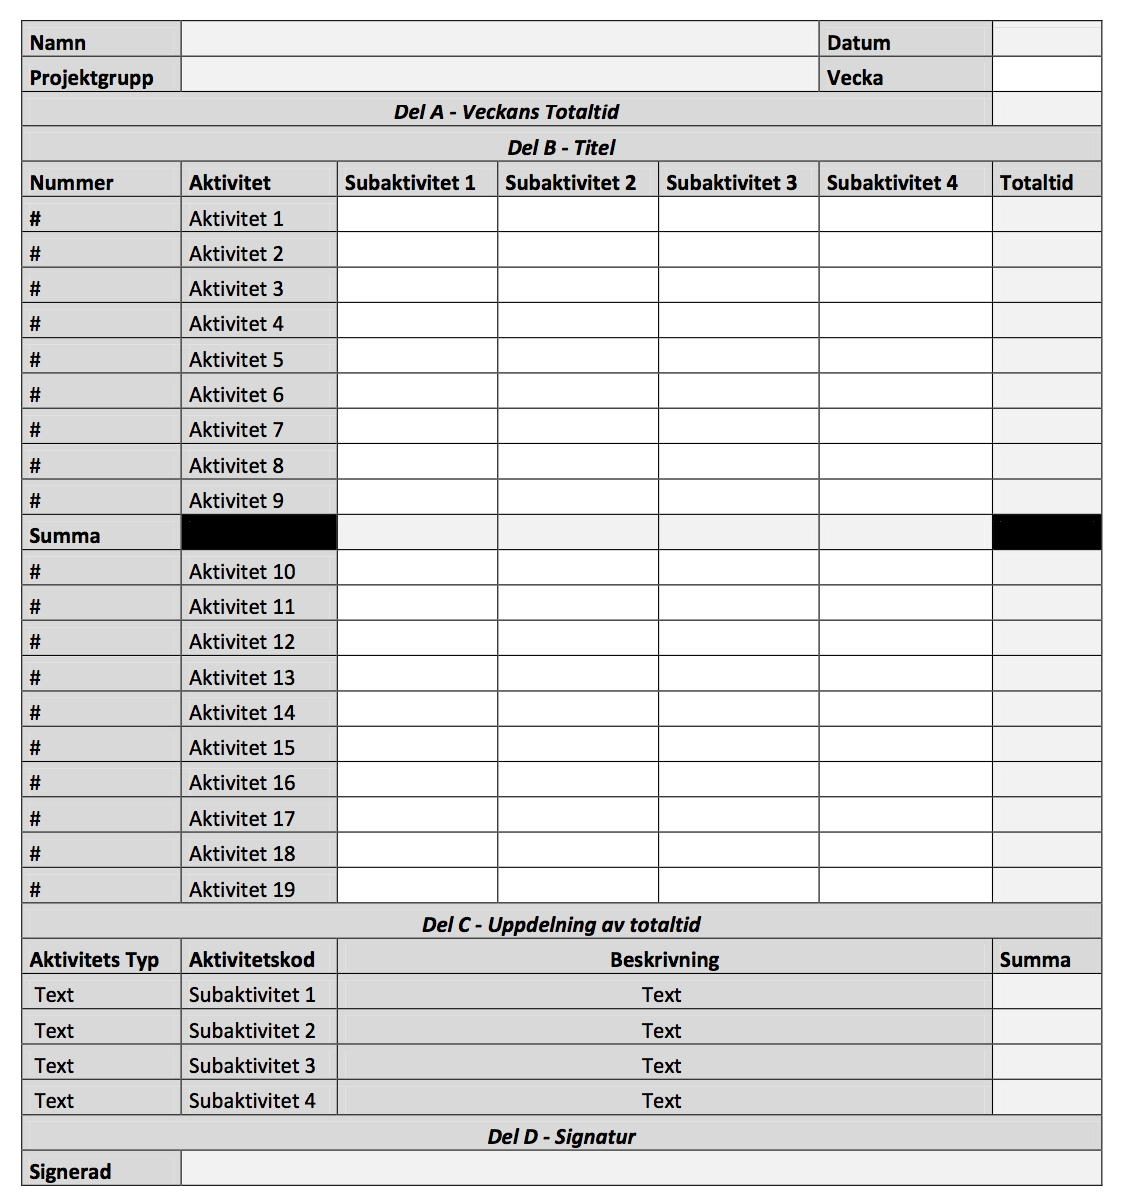 Namn Datum
Projektgrupp Vecka
Del A - Veckans Totaltid
Del B - Titel
Nummer Aktivitet Subaktivitet 1 Subaktivitet 2 Subaktivitet 3 Subaktivitet 4 Totaltid
# Aktivitet 1
# Aktivitet 2
# Aktivitet 3
# Aktivitet 4
# Aktivitet 5
# Aktivitet 6
# Aktivitet 7
# Aktivitet 8
# Aktivitet 9
Summa
# Aktivitet 10
# Aktivitet 11
# Aktivitet 12
# Aktivitet 13
# Aktivitet 14
# Aktivitet 15
# Aktivitet 16
# Aktivitet 17
# Aktivitet 18
# Aktivitet 19
Del C - Uppdelning av totaltid
Aktivitets Typ Aktivitetskod Beskrivning Summa
Text Subaktivitet 1 Text
Text Subaktivitet 2 Text
Text Subaktivitet 3 Text
Text Subaktivitet 4 Text
Del D - Signatur
Signerad